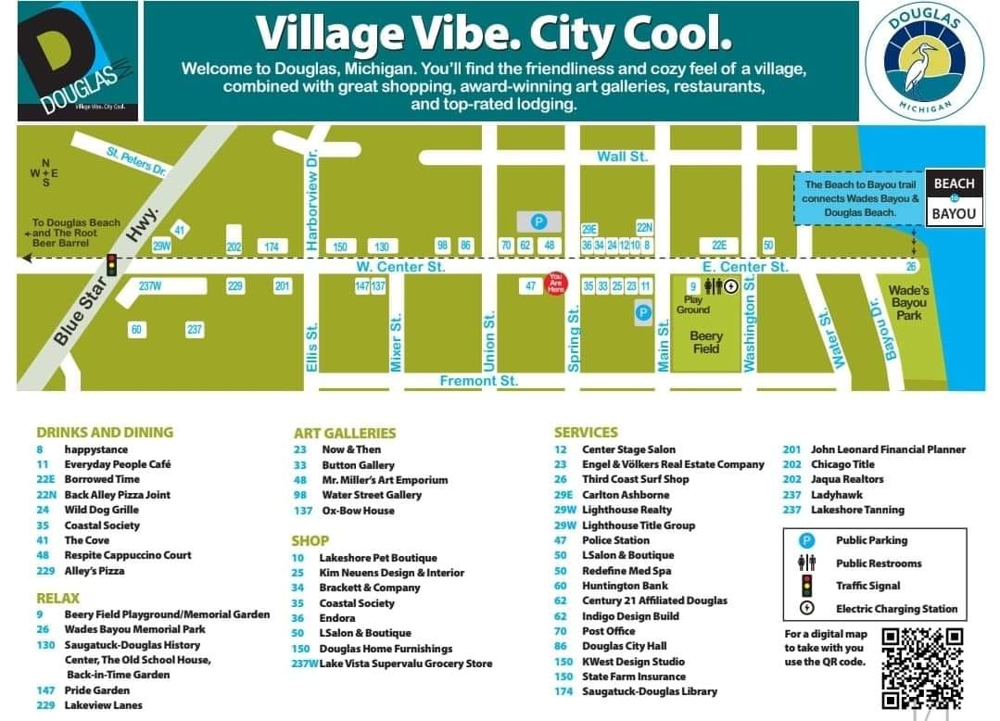 D
DOUGLAS
Village Vibe. City Cool.
Village Vibe. City Cool.
Welcome to Douglas, Michigan. You'll find the friendliness and cozy feel of a village,
combined with great shopping, award-winning art galleries, restaurants,
and top-rated lodging.
DOUGLAS
MICHIGAN
N
W + E
S
St. Peters Dr.
Harborview Dr.
Wall St.
The Beach to Bayou trail
connects Wades Bayou &
Douglas Beach.
BEACH
to
BAYOU
To Douglas Beach
and The Root
Beer Barrel
Blue Star Hwy.
41
29W
202
174
150
130
98
86
P
70
62
48
29E
22N
36
34
24
12
10
8
22E
50
W. Center St.
E. Center St.
26
237W
229
201
147
137
47
You
Are
Here
35
33
25
23
11
P
9
Play
Ground
Beery
Field
Wade's
Bayou
Park
60
237
Ellis St.
Mixer St.
Union St.
Spring St.
Main St.
Washington St.
Water St.
Bayou Dr.
Fremont St.
DRINKS AND DINING
8 happystance
11 Everyday People Café
22E Borrowed Time
22N Back Alley Pizza Joint
24 Wild Dog Grille
35 Coastal Society
41 The Cove
48 Respite Cappuccino Court
229 Alley's Pizza
RELAX
9 Beery Field Playground/Memorial Garden
26 Wades Bayou Memorial Park
130 Saugatuck-Douglas History
Center, The Old School House,
Back-in-Time Garden
147 Pride Garden
229 Lakeview Lanes
ART GALLERIES
23 Now & Then
33 Button Gallery
48 Mr. Miller's Art Emporium
98 Water Street Gallery
137 Ox-Bow House
SHOP
10 Lakeshore Pet Boutique
25 Kim Neuens Design & Interior
34 Brackett & Company
35 Coastal Society
36 Endora
50 LSalon & Boutique
150 Douglas Home Furnishings
237W Lake Vista Supervalu Grocery Store
SERVICES
12 Center Stage Salon
23 Engel & Völkers Real Estate Company
26 Third Coast Surf Shop
29E Carlton Ashborne
29W Lighthouse Realty
29W Lighthouse Title Group
47 Police Station
50 LSalon & Boutique
50 Redefine Med Spa
60 Huntington Bank
62 Century 21 Affiliated Douglas
62 Indigo Design Build
70 Post Office
86 Douglas City Hall
150 KWest Design Studio
150 State Farm Insurance
174 Saugatuck-Douglas Library
201 John Leonard Financial Planner
202 Chicago Title
202 Jaqua Realtors
237 Ladyhawk
237 Lakeshore Tanning
P Public Parking
Public Restrooms
Traffic Signal
Electric Charging Station
For a digital map
to take with you
use the QR code.